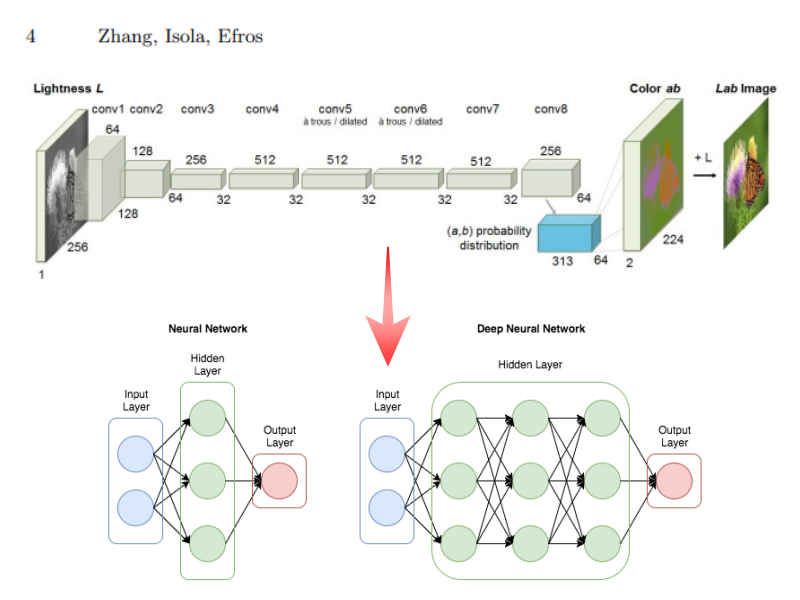 4 Zhang, Isola, Efros
Lightness L
conv1 conv2 conv3 conv4 conv5 conv6 conv7 conv8
à trous / dilated à trous / dilated
Color ab
Lab Image
64
128
256
512
512
512
512
256
+ L
128
64
32
32
32
32
32
64
256
1
(a,b) probability
distribution
313
64
2
224
Neural Network
Hidden
Layer
Input
Layer
Output
Layer
Deep Neural Network
Hidden Layer
Input
Layer
Output
Layer